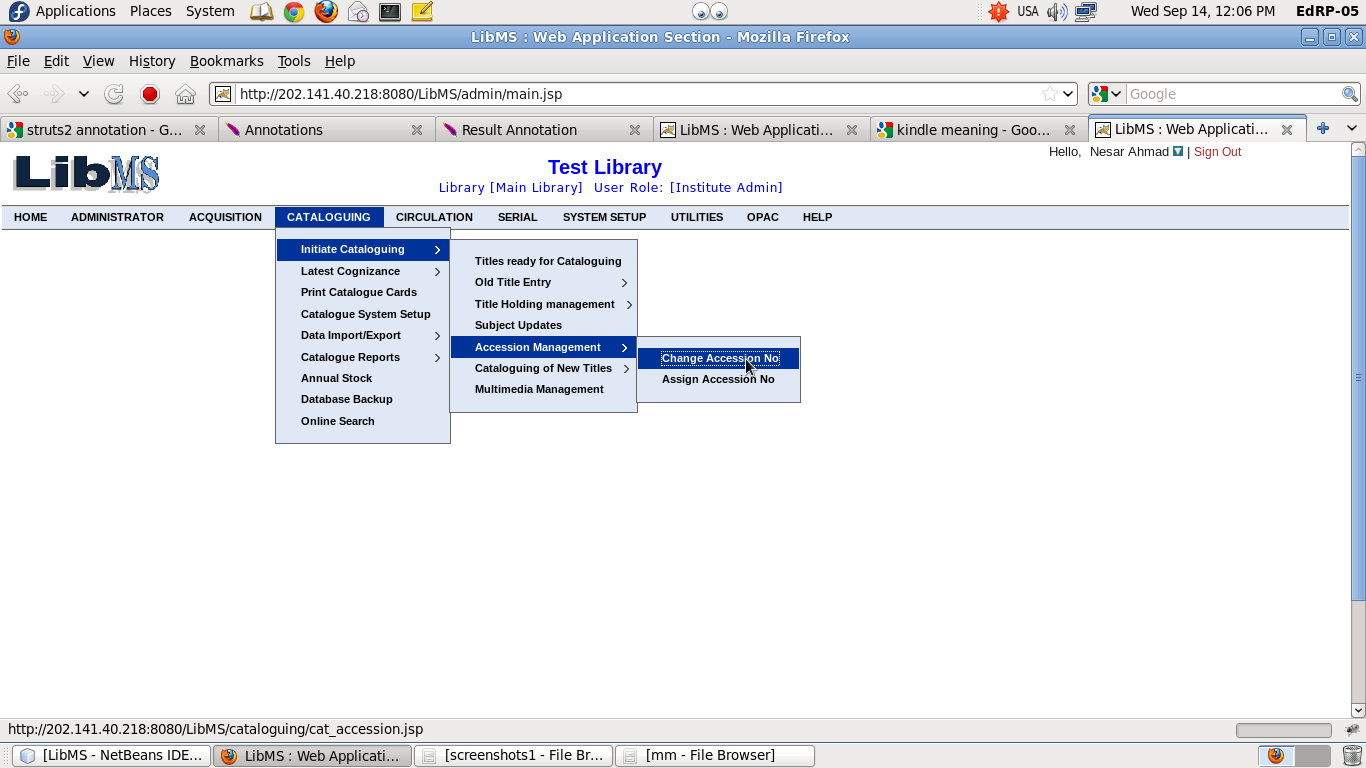 Applications Places System USA Wed Sep 14, 12:06 PM EdRP-05
LibMS : Web Application Section - Mozilla Firefox
File Edit View History Bookmarks Tools Help
http://202.141.40.218:8080/LibMS/admin/main.jsp Google
struts2 annotation - G... Annotations Result Annotation LibMS : Web Applicati... kindle meaning - Goo... LibMS : Web Applicati...
Hello, Nesar Ahmad | Sign Out
LibMS
Test Library
Library [Main Library] User Role: [Institute Admin]
HOME ADMINISTRATOR ACQUISITION CATALOGUING CIRCULATION SERIAL SYSTEM SETUP UTILITIES OPAC HELP
Initiate Cataloguing
Latest Cognizance
Print Catalogue Cards
Catalogue System Setup
Data Import/Export
Catalogue Reports
Annual Stock
Database Backup
Online Search
Titles ready for Cataloguing
Old Title Entry
Title Holding management
Subject Updates
Accession Management
Cataloguing of New Titles
Multimedia Management
Change Accession No
Assign Accession No
http://202.141.40.218:8080/LibMS/cataloguing/cat_accession.jsp
[LibMS - NetBeans IDE... LibMS : Web Applicati... [screenshots1 - File Br... [mm - File Browser]